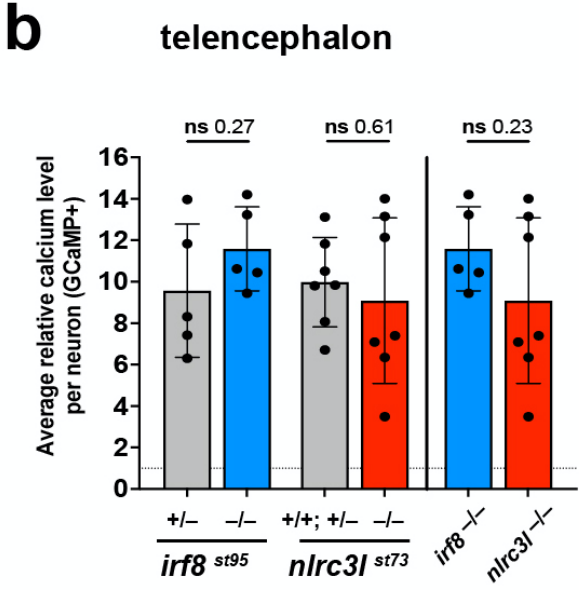 b
telencephalon
ns 0.27
ns 0.61
ns 0.23
Average relative calcium level
per neuron (GCaMP+)
16
14
12
10
8
6
4
2
0
+/–
–/–
+/+; +/–
–/–
irf8 –/–
nlrc3l –/–
irf8 st95
nlrc3l st73